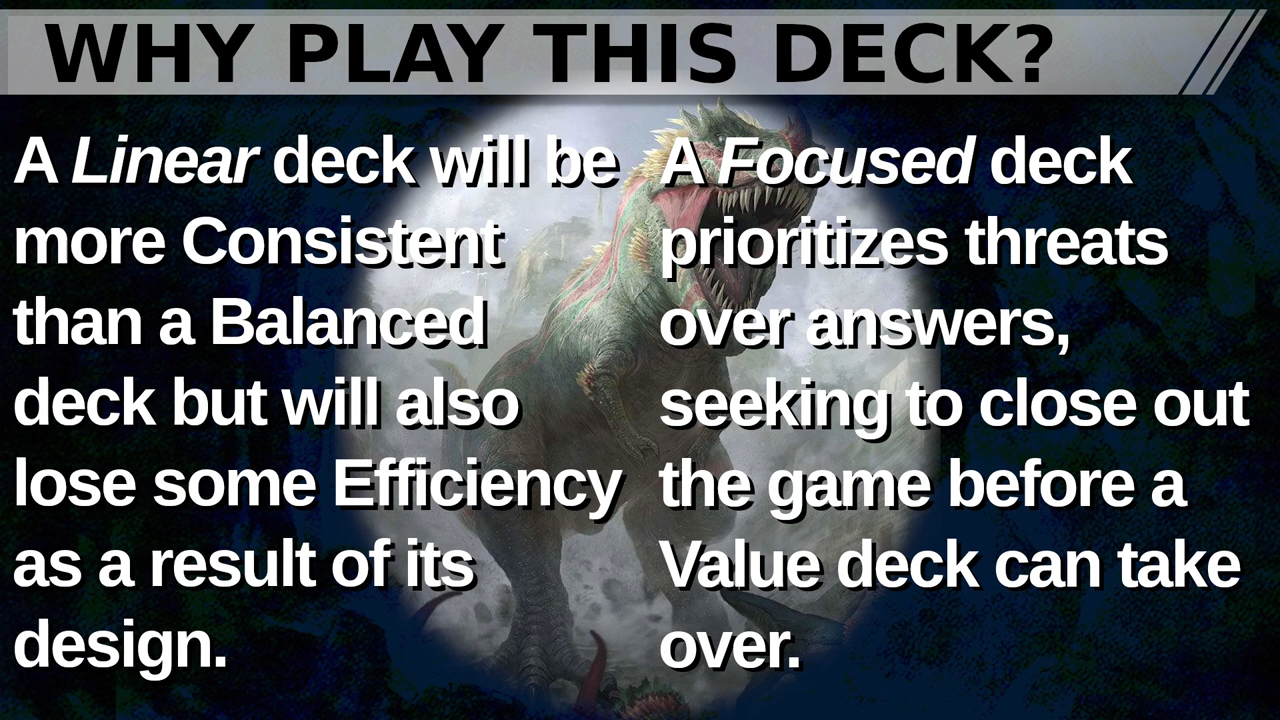 WHY PLAY THIS DECK?
A Linear deck will be
more Consistent
than a Balanced
deck but will also
lose some Efficiency
as a result of its
design.
A Focused deck
prioritizes threats
over answers,
seeking to close out
the game before a
Value deck can take
over.